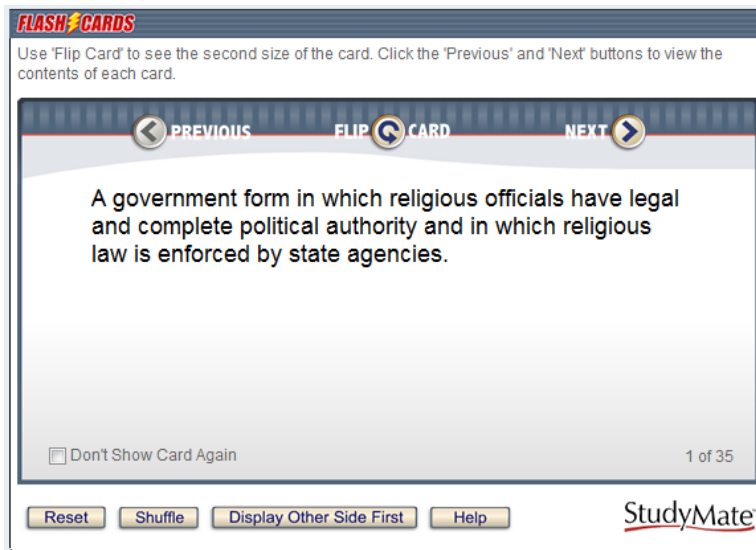 FLASH CARDS
Use 'Flip Card' to see the second size of the card. Click the 'Previous' and 'Next' buttons to view the
contents of each card.
PREVIOUS FLIP CARD NEXT
A government form in which religious officials have legal
and complete political authority and in which religious
law is enforced by state agencies.
Don't Show Card Again 1 of 35
Reset Shuffle Display Other Side First Help StudyMate